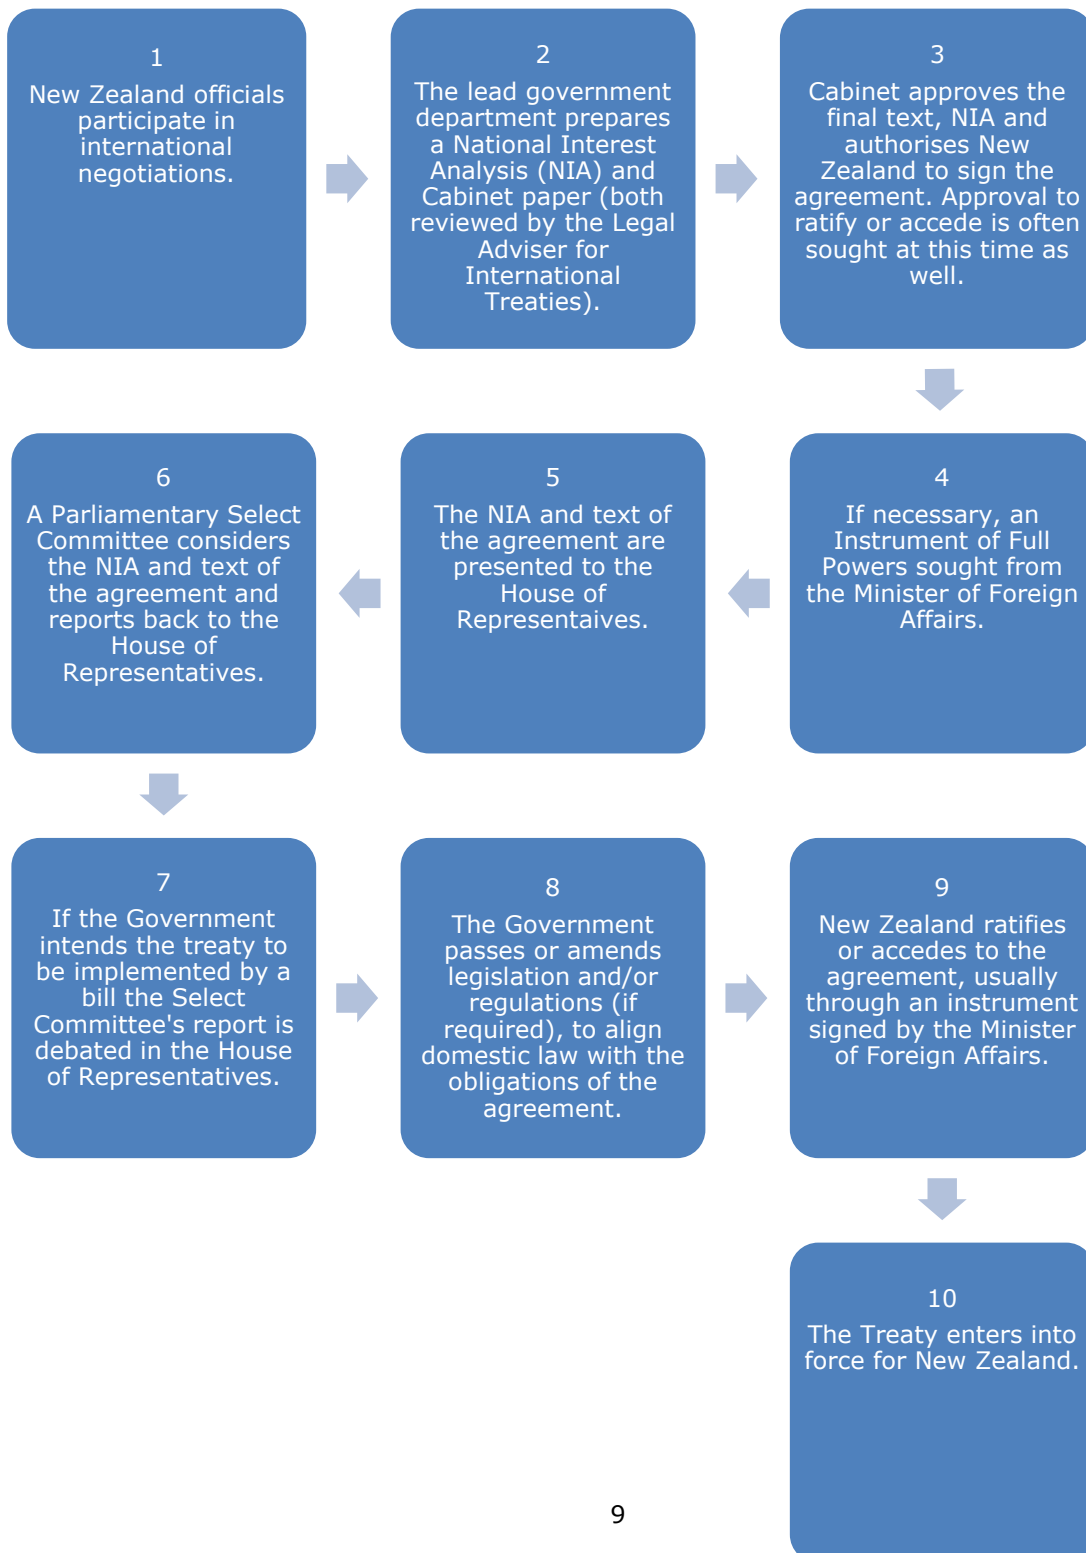 1
New Zealand officials
participate in
international
negotiations.
2
The lead government
department prepares
a National Interest
Analysis (NIA) and
Cabinet paper (both
reviewed by the Legal
Adviser for
International
Treaties).
3
Cabinet approves the
final text, NIA and
authorises New
Zealand to sign the
agreement. Approval to
ratify or accede is often
sought at this time as
well.
4
If necessary, an
Instrument of Full
Powers sought from
the Minister of Foreign
Affairs.
5
The NIA and text of
the agreement are
presented to the
House of
Representaives.
6
A Parliamentary Select
Committee considers
the NIA and text of
the agreement and
reports back to the
House of
Representatives.
7
If the Government
intends the treaty to
be implemented by a
bill the Select
Committee's report is
debated in the House
of Representatives.
8
The Government
passes or amends
legislation and/or
regulations (if
required), to align
domestic law with the
obligations of the
agreement.
9
New Zealand ratifies
or accedes to the
agreement, usually
through an instrument
signed by the Minister
of Foreign Affairs.
10
The Treaty enters into
force for New Zealand.
9